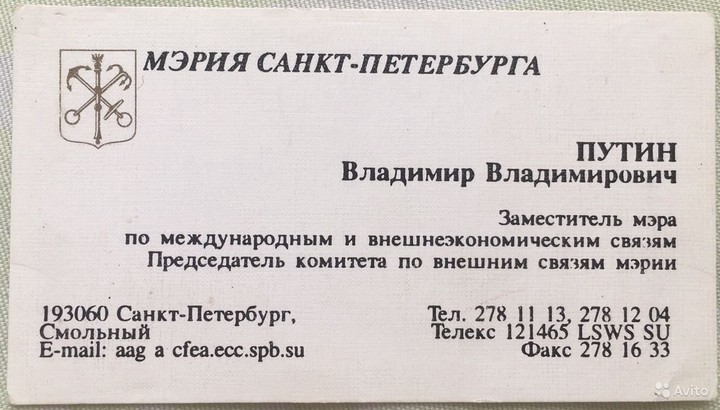 МЭРИЯ САНКТ-ПЕТЕРБУРГА
ПУТИН
Владимир Владимирович
Заместитель мэра
по международным и внешнеэкономическим связям
Председатель комитета по внешним связям мэрии
193060 Санкт-Петербург,
Смольный
E-mail: aag a cfea.ecc.spb.su
Тел. 278 11 13, 278 12 04
Телекс 121465 LSWS SU
Факс 278 16 33
Avito